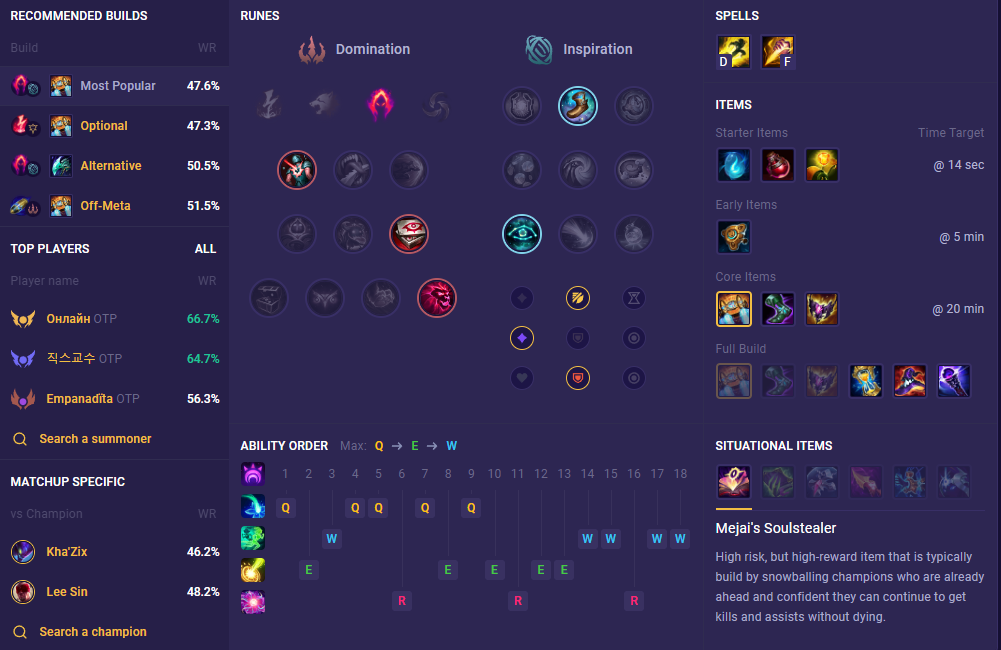 RECOMMENDED BUILDS
Build WR
Most Popular 47.6%
Optional 47.3%
Alternative 50.5%
Off-Meta 51.5%
TOP PLAYERS ALL
Player name WR
Онлайн OTP 66.7%
직스교수 OTP 64.7%
Empanadïta OTP 56.3%
Search a summoner
MATCHUP SPECIFIC
vs Champion WR
Kha'Zix 46.2%
Lee Sin 48.2%
Search a champion
RUNES
Domination Inspiration
ABILITY ORDER Max: Q → E → W
1 2 3 4 5 6 7 8 9 10 11 12 13 14 15 16 17 18
Q Q Q Q Q
W W W W W
E E E E E
R R R
SPELLS
D F
ITEMS
Starter Items Time Target
@ 14 sec
Early Items
@ 5 min
Core Items
@ 20 min
Full Build
SITUATIONAL ITEMS
Mejai's Soulstealer
High risk, but high-reward item that is typically
build by snowballing champions who are already
ahead and confident they can continue to get
kills and assists without dying.